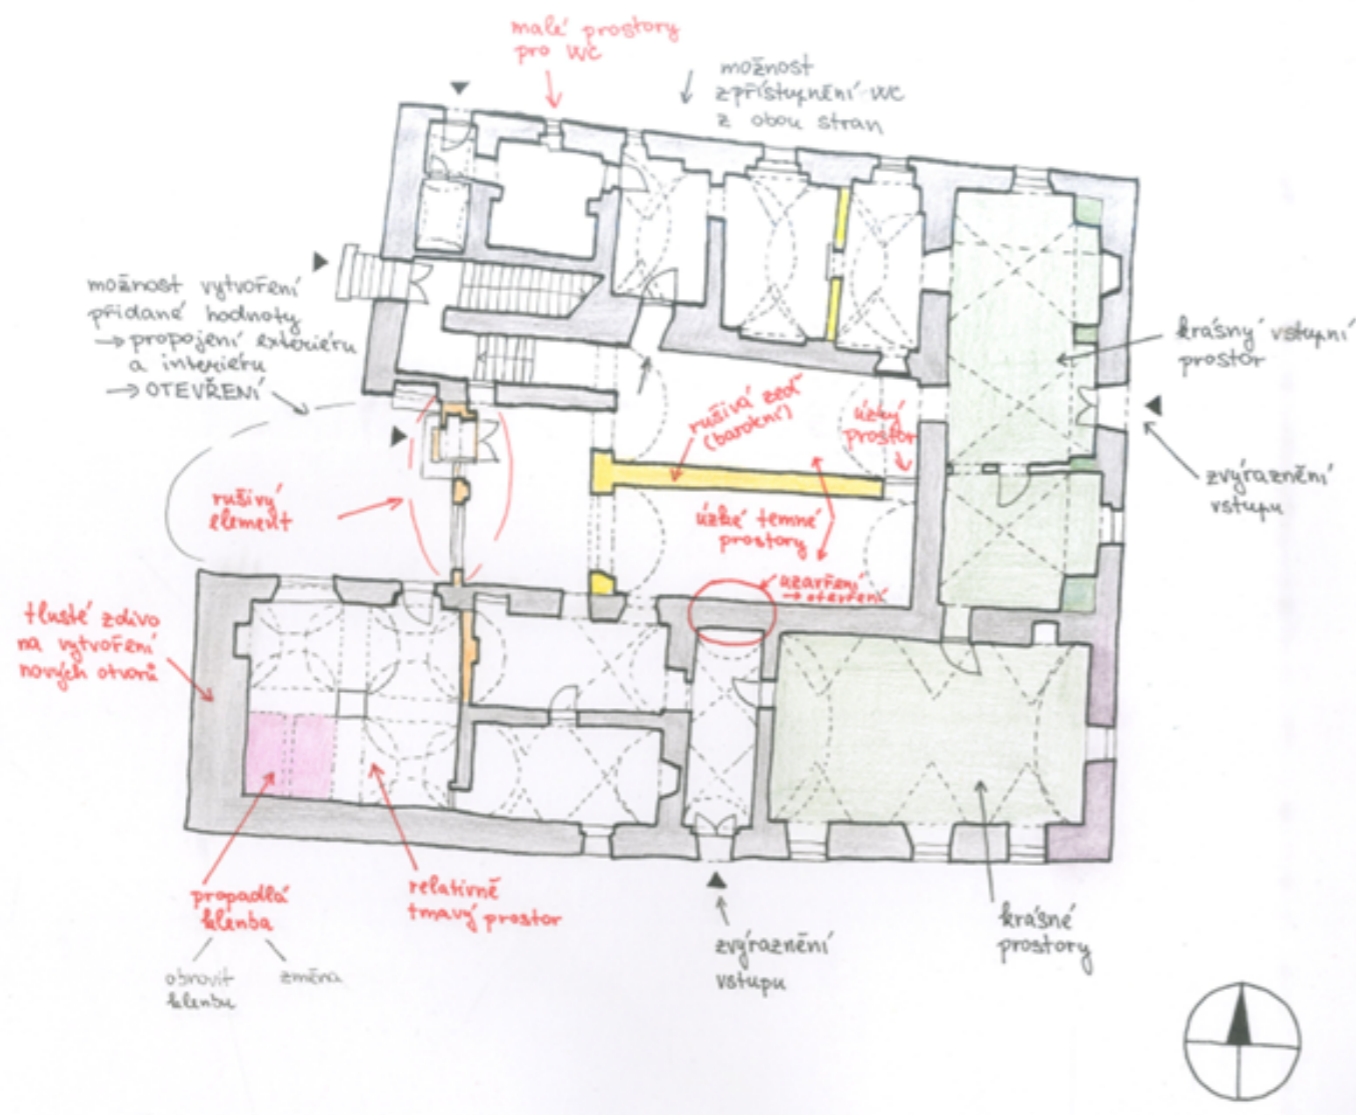 malé prostory
pro WC
možnost
zpřístupnění WC
z obou stran
možnost vytvoření
přidané hodnoty
→ propojení exteriéru
a interiéru
→ OTEVŘENÍ
krásný vstupní
prostor
rušivá zeď
(barokní)
úzký
prostor
zvýraznění
vstupu
rušivý
element
úzké temné
prostory
uzavření
→ otevření
tlusté zdivo
na vytvoření
nových otvorů
propadlá
klenba
obnovit
klenbu
změna
relativně
tmavý prostor
zvýraznění
vstupu
krásné
prostory